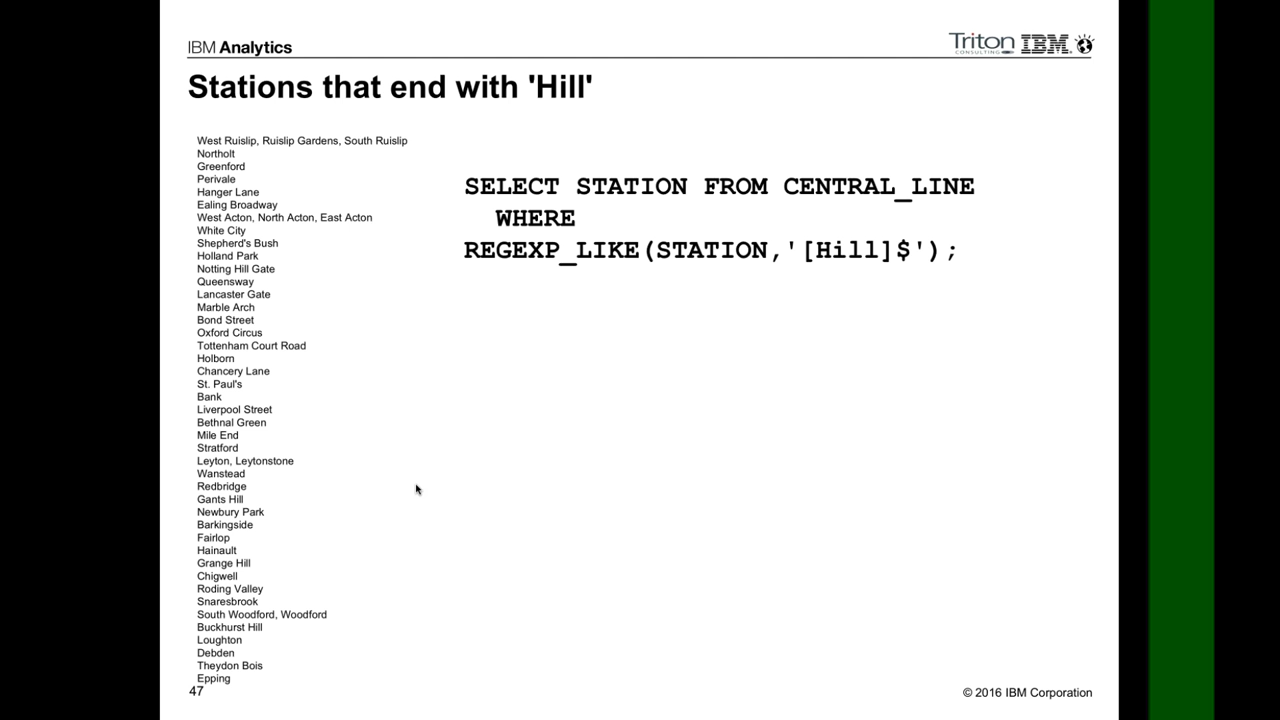 IBM Analytics
Triton CONSULTING IBM
Stations that end with 'Hill'
West Ruislip, Ruislip Gardens, South Ruislip
Northolt
Greenford
Perivale
Hanger Lane
Ealing Broadway
West Acton, North Acton, East Acton
White City
Shepherd's Bush
Holland Park
Notting Hill Gate
Queensway
Lancaster Gate
Marble Arch
Bond Street
Oxford Circus
Tottenham Court Road
Holborn
Chancery Lane
St. Paul's
Bank
Liverpool Street
Bethnal Green
Mile End
Stratford
Leyton, Leytonstone
Wanstead
Redbridge
Gants Hill
Newbury Park
Barkingside
Fairlop
Hainault
Grange Hill
Chigwell
Roding Valley
Snaresbrook
South Woodford, Woodford
Buckhurst Hill
Loughton
Debden
Theydon Bois
Epping
SELECT STATION FROM CENTRAL_LINE
WHERE
REGEXP_LIKE(STATION,'[Hill]$');
47
© 2016 IBM Corporation